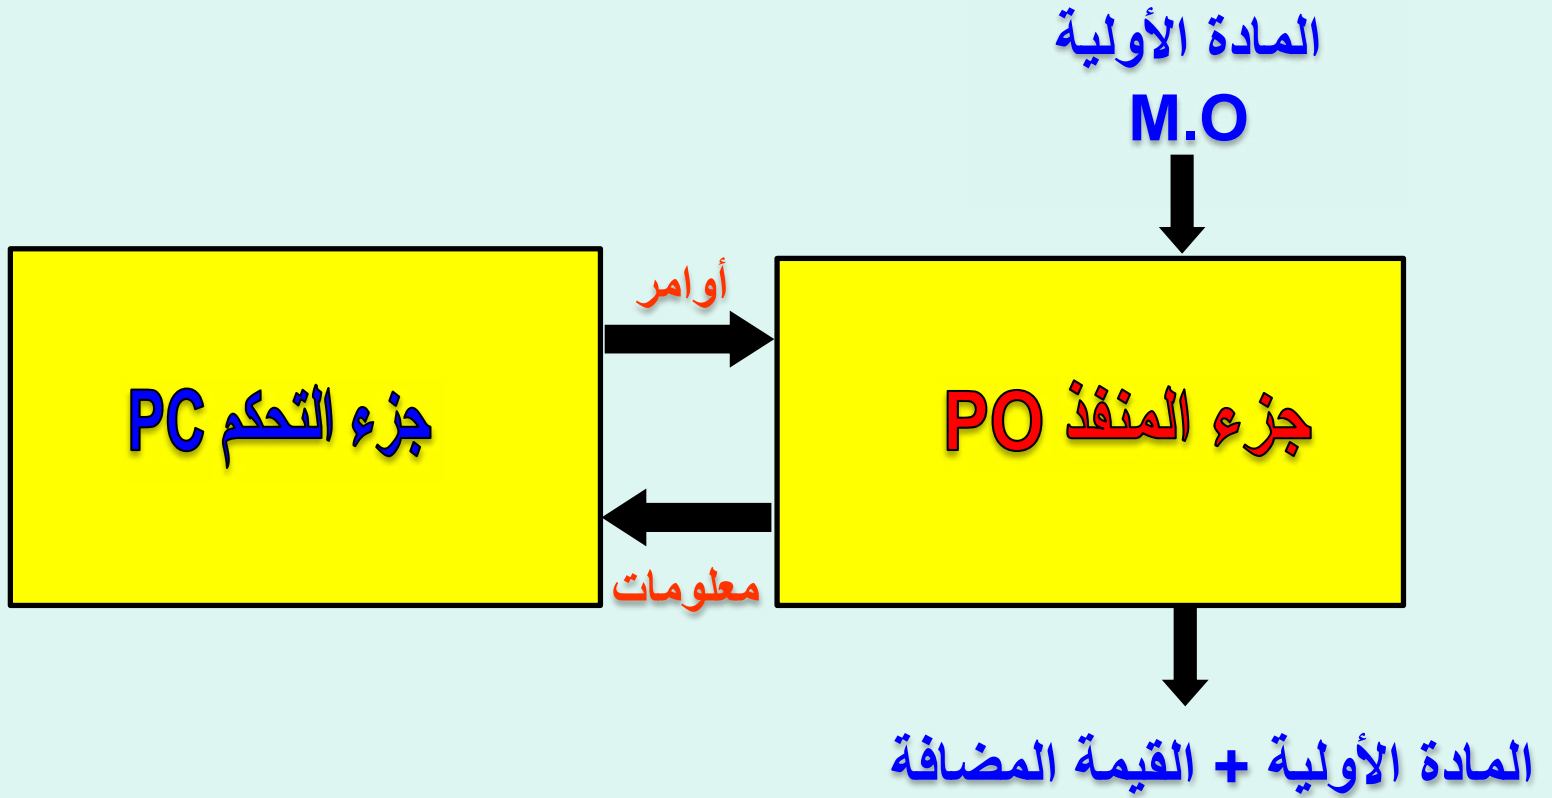 المادة الأولية
M.O
أوامر
جزء المنفذ PO
جزء التحكم PC
معلومات
المادة الأولية + القيمة المضافة